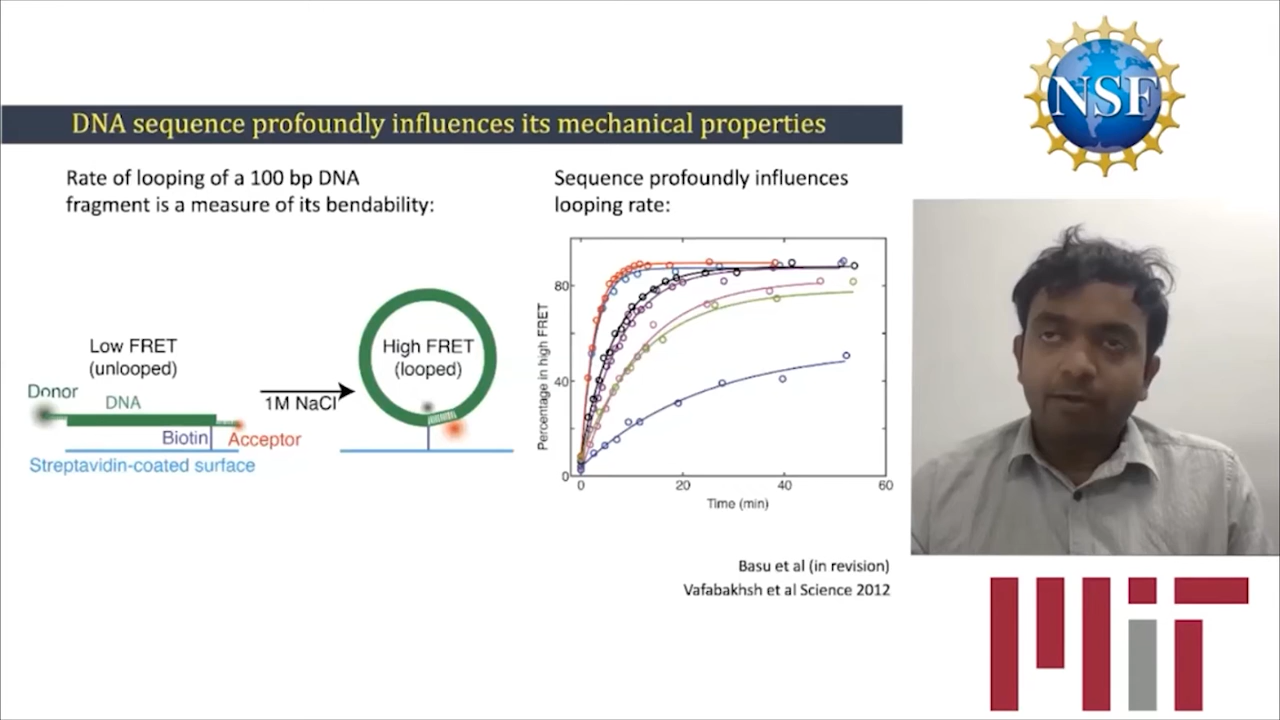 DNA sequence profoundly influences its mechanical properties
Rate of looping of a 100 bp DNA
fragment is a measure of its bendability:
Low FRET
(unlooped)
Donor
DNA
Biotin
Acceptor
Streptavidin-coated surface
1M NaCl
High FRET
(looped)
Sequence profoundly influences
looping rate:
Percentage in high FRET
80
40
0
0
20
40
60
Time (min)
Basu et al (in revision)
Vafabakhsh et al Science 2012
NSF
MIT